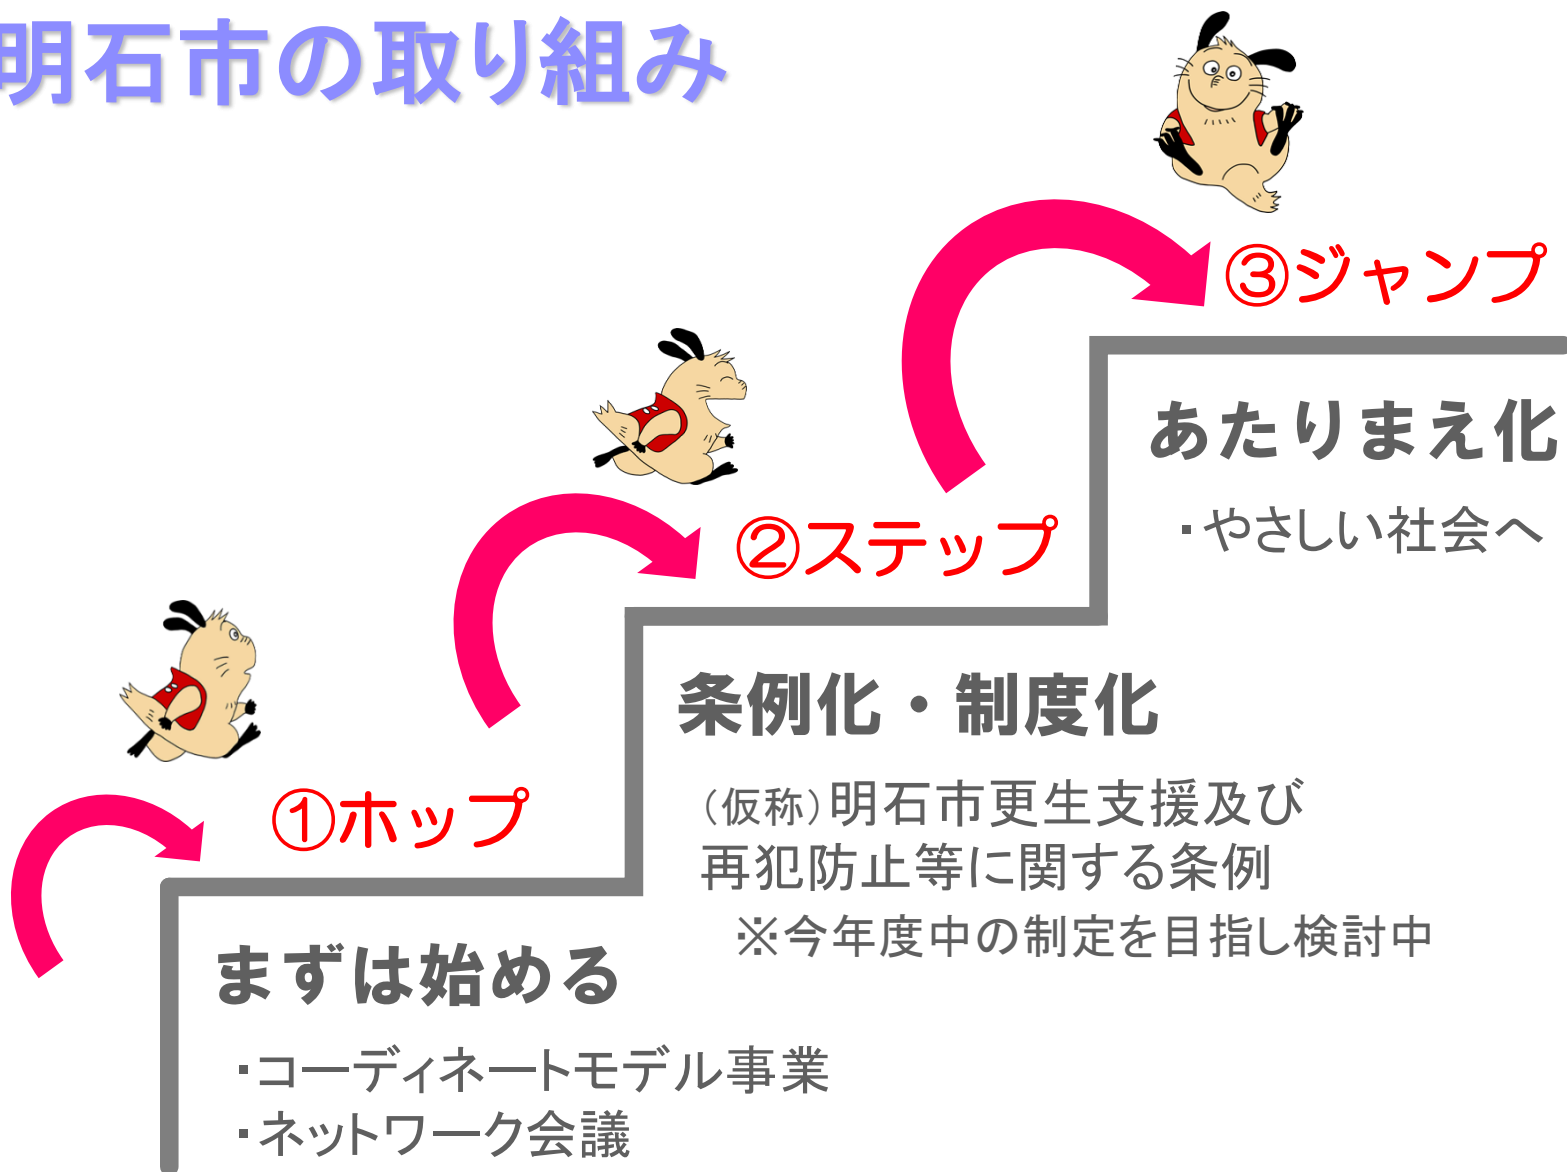 明石市の取り組み
③ジャンプ
あたりまえ化
・やさしい社会へ
②ステップ
条例化・制度化
（仮称）明石市更生支援及び
再犯防止等に関する条例
※今年度中の制定を目指し検討中
①ホップ
まずは始める
・コーディネートモデル事業
・ネットワーク会議